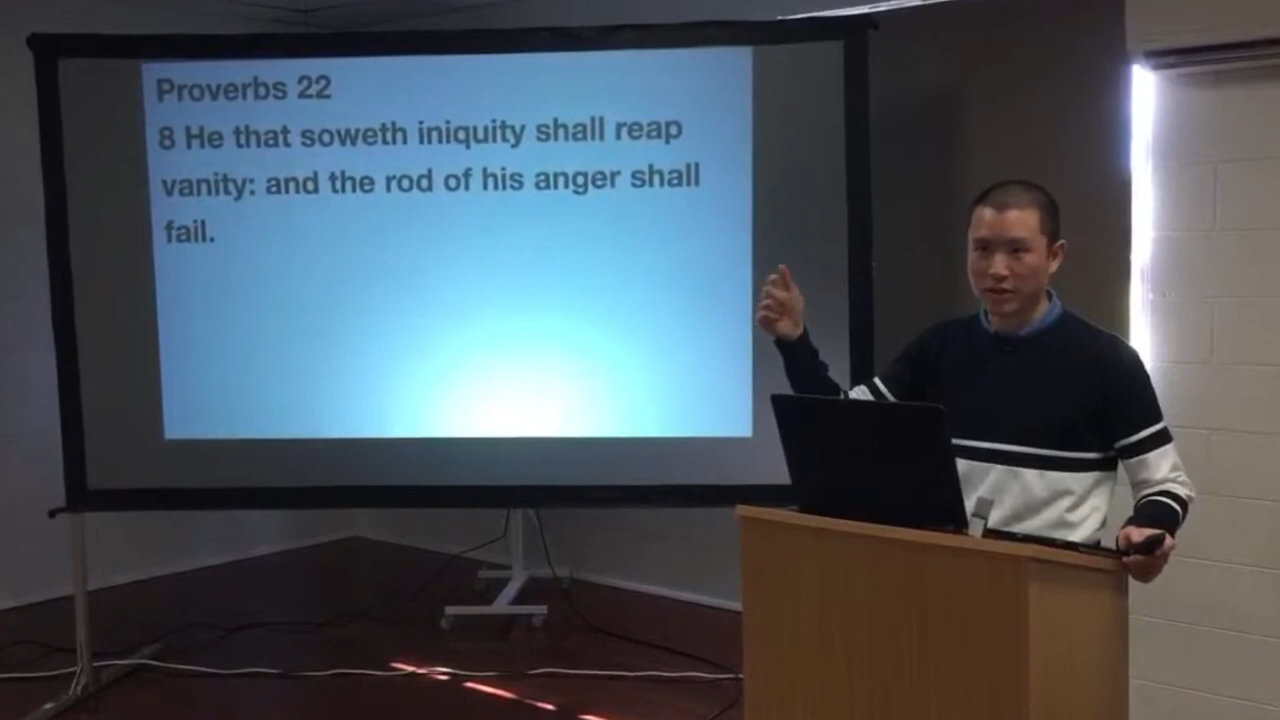 Proverbs 22
8 He that soweth iniquity shall reap
vanity: and the rod of his anger shall
fail.